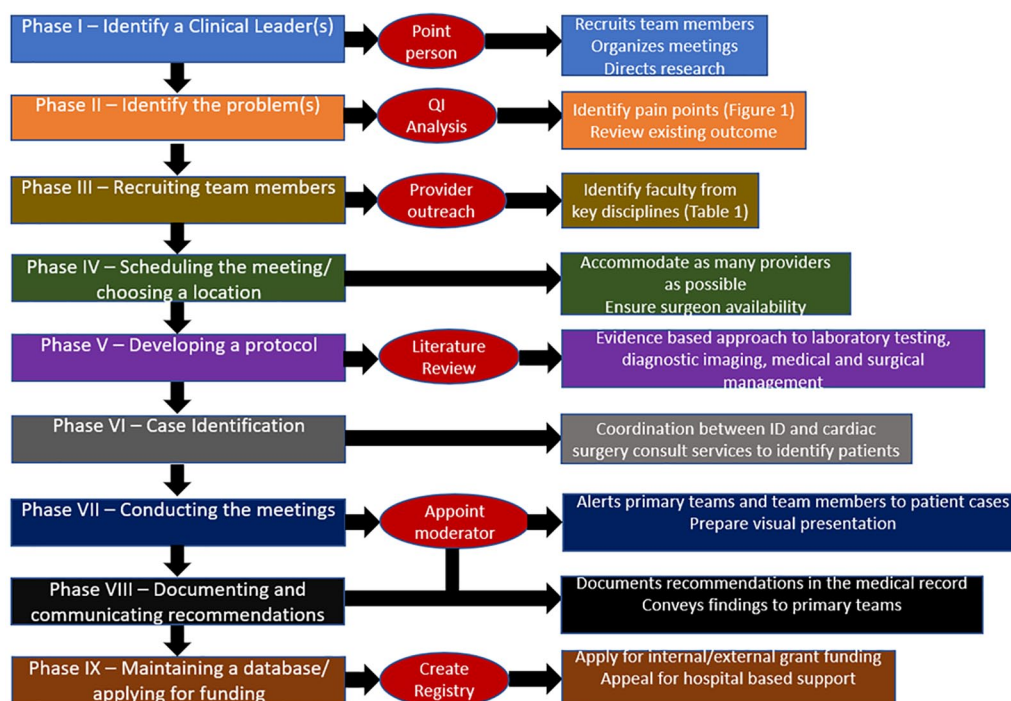 Phase I – Identify a Clinical Leader(s)
Point
person
Recruits team members
Organizes meetings
Directs research
Phase II – Identify the problem(s)
QI
Analysis
Identify pain points (Figure 1)
Review existing outcome
Phase III – Recruiting team members
Provider
outreach
Identify faculty from
key disciplines (Table 1)
Phase IV – Scheduling the meeting/
choosing a location
Accommodate as many providers
as possible
Ensure surgeon availability
Phase V – Developing a protocol
Literature
Review
Evidence based approach to laboratory testing,
diagnostic imaging, medical and surgical
management
Phase VI – Case Identification
Coordination between ID and cardiac
surgery consult services to identify patients
Phase VII – Conducting the meetings
Appoint
moderator
Alerts primary teams and team members to patient cases
Prepare visual presentation
Phase VIII – Documenting and
communicating recommendations
Documents recommendations in the medical record
Conveys findings to primary teams
Phase IX – Maintaining a database/
applying for funding
Create
Registry
Apply for internal/external grant funding
Appeal for hospital based support